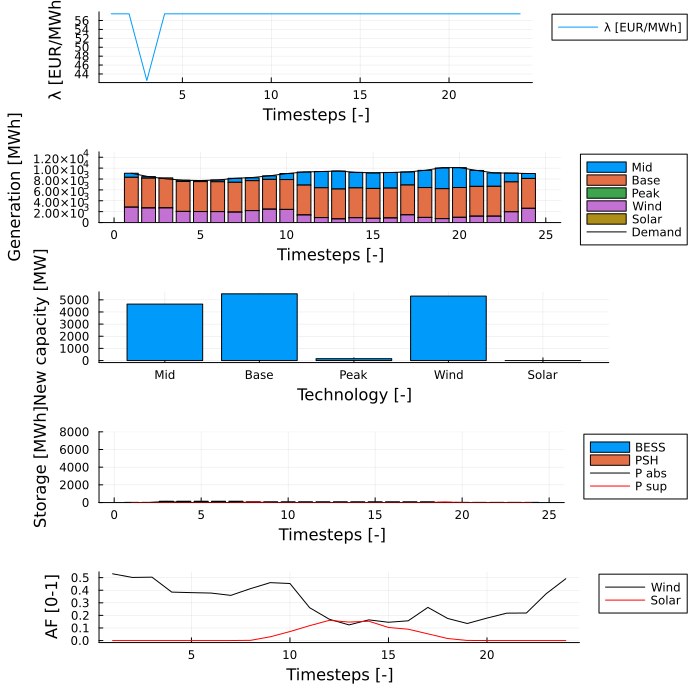 λ [EUR/MWh]
56
54
52
50
48
46
44
5
10
15
20
Timesteps [-]
λ [EUR/MWh]
Generation [MWh]
1.20×10⁴
1.00×10⁴
8.00×10³
6.00×10³
4.00×10³
2.00×10³
0
0
5
10
15
20
25
Timesteps [-]
Mid
Base
Peak
Wind
Solar
Demand
New capacity [MW]
5000
4000
3000
2000
1000
0
Mid
Base
Peak
Wind
Solar
Technology [-]
Storage [MWh]
8000
6000
4000
2000
0
0
5
10
15
20
25
Timesteps [-]
BESS
PSH
P abs
P sup
AF [0-1]
0.5
0.4
0.3
0.2
0.1
0.0
5
10
15
20
Timesteps [-]
Wind
Solar